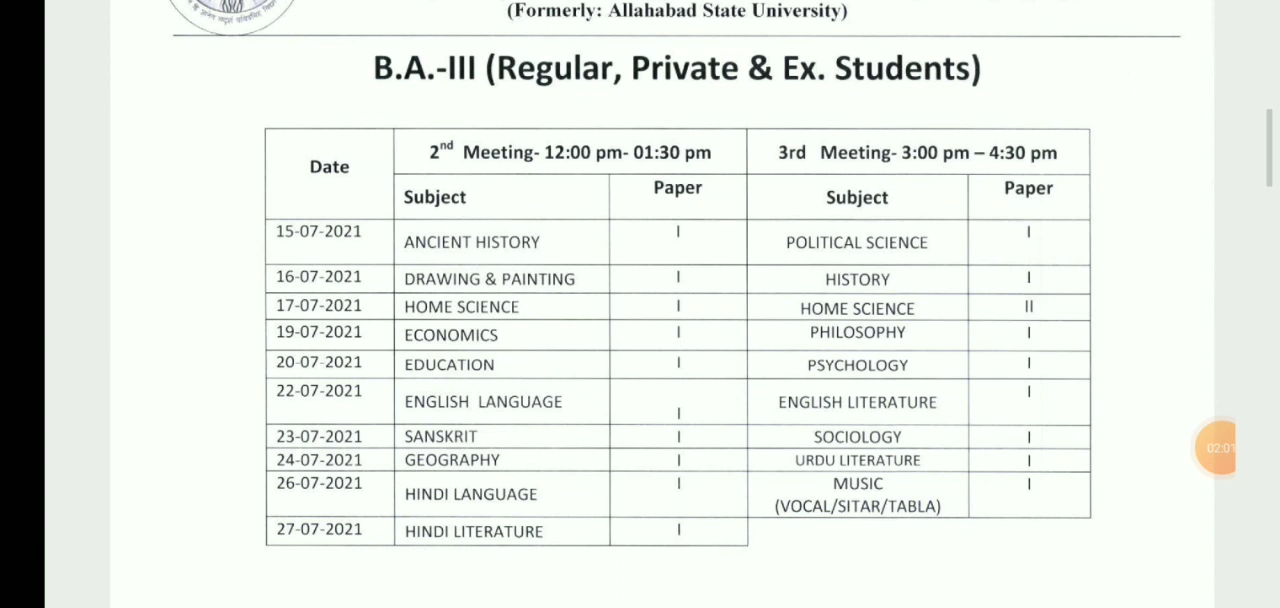 (Formerly: Allahabad State University)
B.A.-III (Regular, Private & Ex. Students)
Date 2nd Meeting- 12:00 pm- 01:30 pm 3rd Meeting- 3:00 pm – 4:30 pm
Subject Paper Subject Paper
15-07-2021 ANCIENT HISTORY I POLITICAL SCIENCE I
16-07-2021 DRAWING & PAINTING I HISTORY I
17-07-2021 HOME SCIENCE I HOME SCIENCE II
19-07-2021 ECONOMICS I PHILOSOPHY I
20-07-2021 EDUCATION I PSYCHOLOGY I
22-07-2021 ENGLISH LANGUAGE I ENGLISH LITERATURE I
23-07-2021 SANSKRIT I SOCIOLOGY I
24-07-2021 GEOGRAPHY I URDU LITERATURE I
26-07-2021 HINDI LANGUAGE I MUSIC I
(VOCAL/SITAR/TABLA)
27-07-2021 HINDI LITERATURE I
02:01